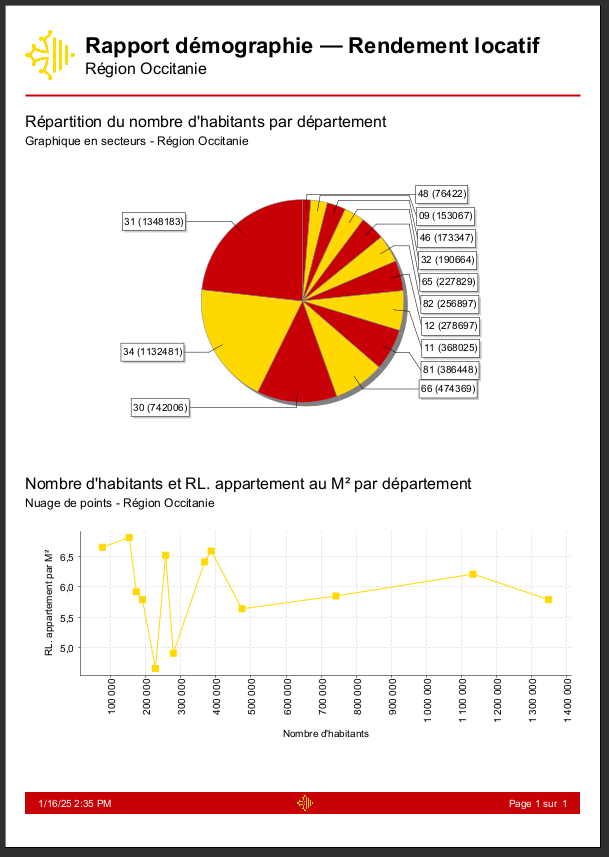 Rapport démographie — Rendement locatif
Région Occitanie
Répartition du nombre d'habitants par département
Graphique en secteurs - Région Occitanie
48 (76422)
31 (1348183)
09 (153067)
46 (173347)
32 (190664)
65 (227829)
82 (256897)
12 (278697)
34 (1132481)
11 (368025)
81 (386448)
66 (474369)
30 (742006)
Nombre d'habitants et RL. appartement au M² par département
Nuage de points - Région Occitanie
RL. appartement par M²
6,5
6,0
5,5
5,0
100 000
200 000
300 000
400 000
500 000
600 000
700 000
800 000
900 000
1 000 000
1 100 000
1 200 000
1 300 000
1 400 000
Nombre d'habitants
1/16/25 2:35 PM
Page 1 sur 1